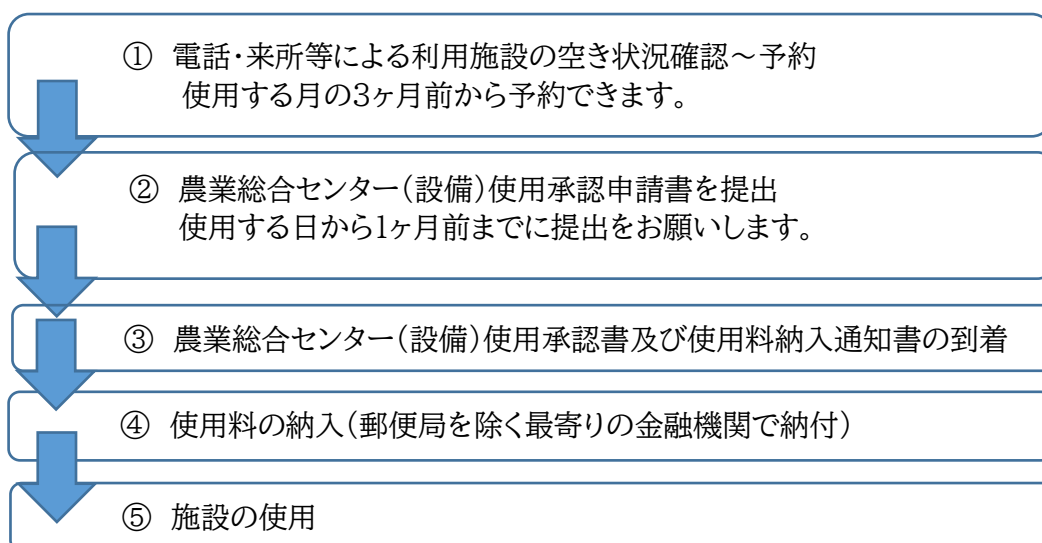 ① 電話・来所等による利用施設の空き状況確認～予約
使用する月の3ヶ月前から予約できます。
② 農業総合センター(設備)使用承認申請書を提出
使用する日から1ヶ月前までに提出をお願いします。
③ 農業総合センター(設備)使用承認書及び使用料納入通知書の到着
④ 使用料の納入(郵便局を除く最寄りの金融機関で納付)
⑤ 施設の使用